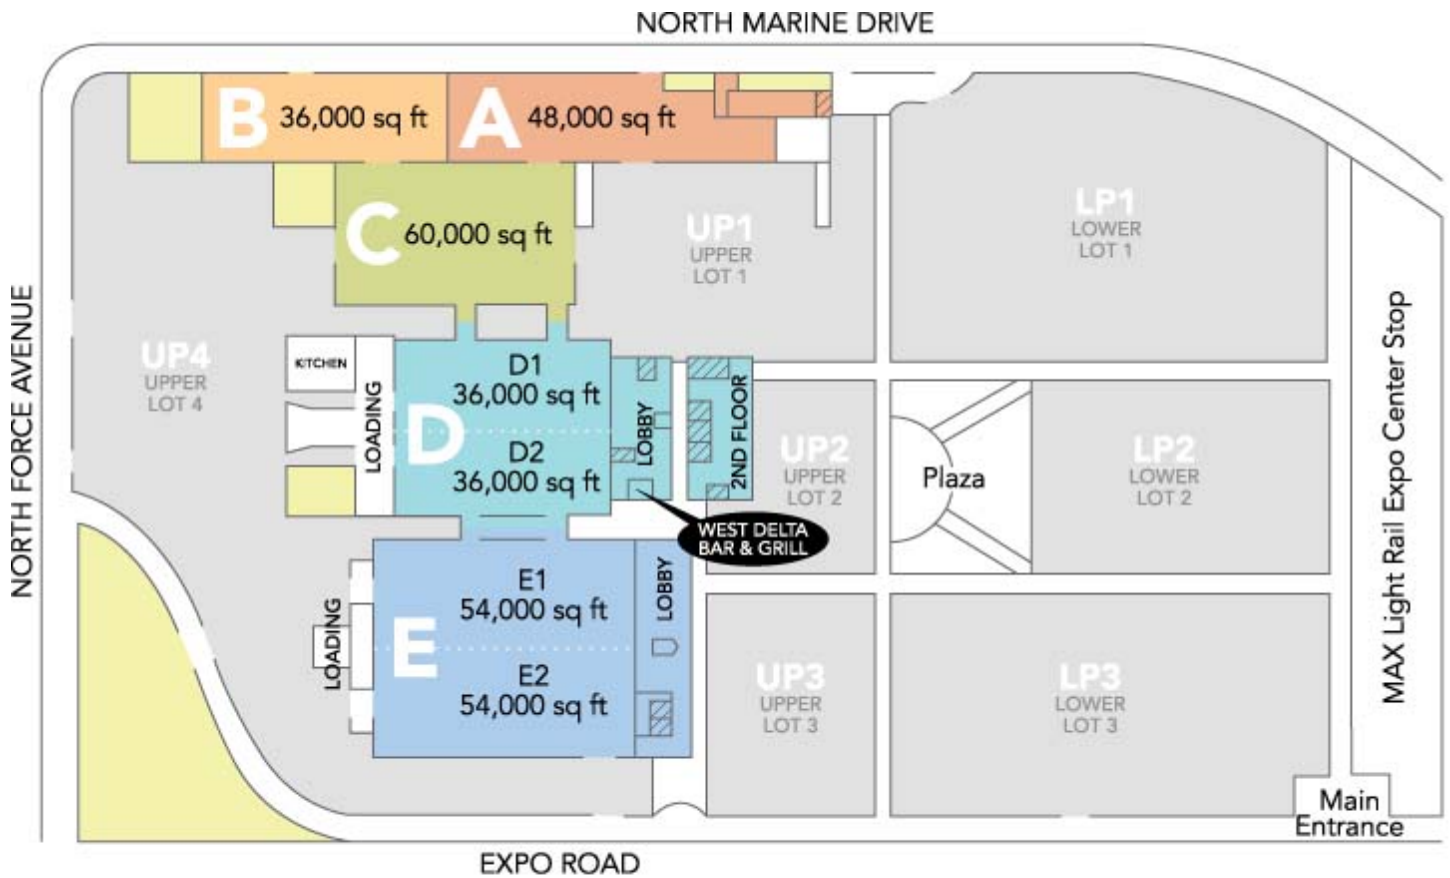 NORTH MARINE DRIVE
B 36,000 sq ft
A 48,000 sq ft
C 60,000 sq ft
UP1
UPPER
LOT 1
LP1
LOWER
LOT 1
NORTH FORCE AVENUE
UP4
UPPER
LOT 4
KITCHEN
LOADING
D
D1
36,000 sq ft
D2
36,000 sq ft
LOBBY
2ND FLOOR
WEST DELTA
BAR & GRILL
UP2
UPPER
LOT 2
Plaza
LP2
LOWER
LOT 2
MAX Light Rail Expo Center Stop
LOADING
E
E1
54,000 sq ft
E2
54,000 sq ft
LOBBY
UP3
UPPER
LOT 3
LP3
LOWER
LOT 3
Main
Entrance
EXPO ROAD